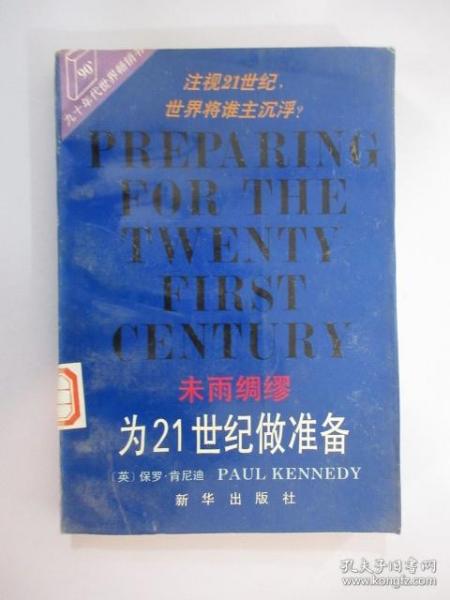 90'
九十年代世界畅销书
注视21世纪，
世界将谁主沉浮？
PREPARING
FOR THE
TWENTY
FIRST
CENTURY
未雨绸缪
为21世纪做准备
〔英〕保罗·肯尼迪 PAUL KENNEDY
新华出版社
孔夫子旧书网
www.kongfz.com